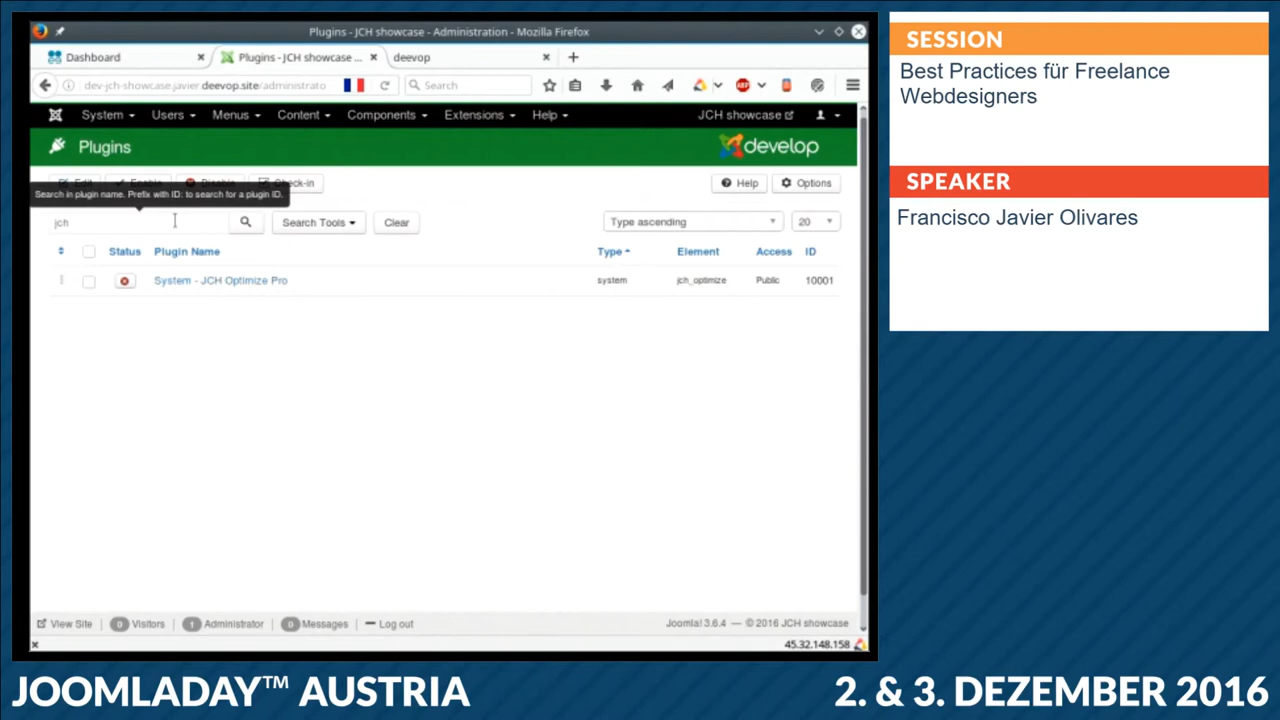 Plugins - JCH showcase - Administration - Mozilla Firefox
Dashboard
Plugins - JCH showcase ...
deevop
dev-jch-showcase.javier.deevop.site/administrato
Search
System
Users
Menus
Content
Components
Extensions
Help
JCH showcase
Plugins
develop
Edit
Enable
Disable
Check-in
Help
Options
Search in plugin name. Prefix with ID: to search for a plugin ID.
jch
Search Tools
Clear
Type ascending
20
Status
Plugin Name
Type
Element
Access
ID
System - JCH Optimize Pro
system
jch_optimize
Public
10001
View Site
0 Visitors
1 Administrator
0 Messages
Log out
Joomla! 3.6.4 — © 2016 JCH showcase
45.32.148.158
SESSION
Best Practices für Freelance
Webdesigners
SPEAKER
Francisco Javier Olivares
JOOMLADAY™ AUSTRIA
2. & 3. DEZEMBER 2016